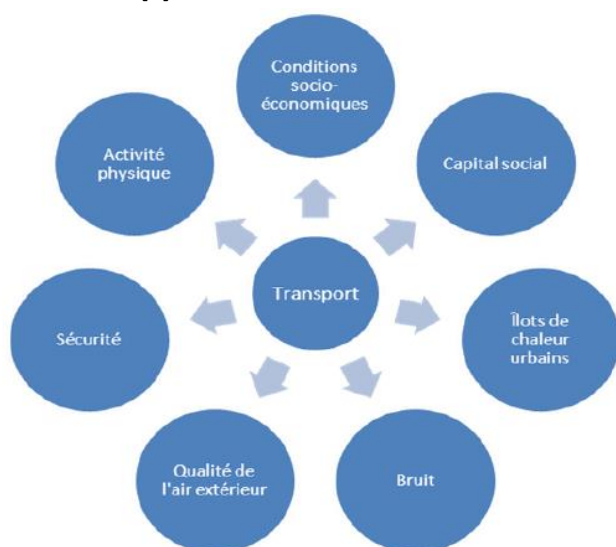 Conditions
socio-
économiques
Activité
physique
Capital social
Transport
Sécurité
Îlots de
chaleur
urbains
Qualité de
l'air extérieur
Bruit